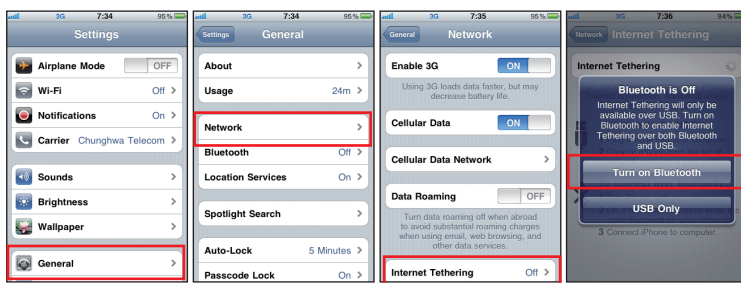 3G 7:34 95%
Settings
Airplane Mode OFF
Wi-Fi Off
Notifications On
Carrier Chunghwa Telecom
Sounds
Brightness
Wallpaper
General
3G 7:34 95%
Settings General
About
Usage 24m
Network
Bluetooth Off
Location Services On
Spotlight Search
Auto-Lock 5 Minutes
Passcode Lock On
3G 7:35 95%
General Network
Enable 3G ON
Using 3G loads data faster, but may
decrease battery life.
Cellular Data ON
Cellular Data Network
Data Roaming OFF
Turn data roaming off when abroad
to avoid substantial roaming charges
when using email, web browsing, and
other data services.
Internet Tethering Off
3G 7:36 94%
Network Internet Tethering
Internet Tethering
Bluetooth is Off
Internet Tethering will only be
available over USB. Turn on
Bluetooth to enable Internet
Tethering over both Bluetooth
and USB.
Turn on Bluetooth
USB Only
3 Connect iPhone to computer.